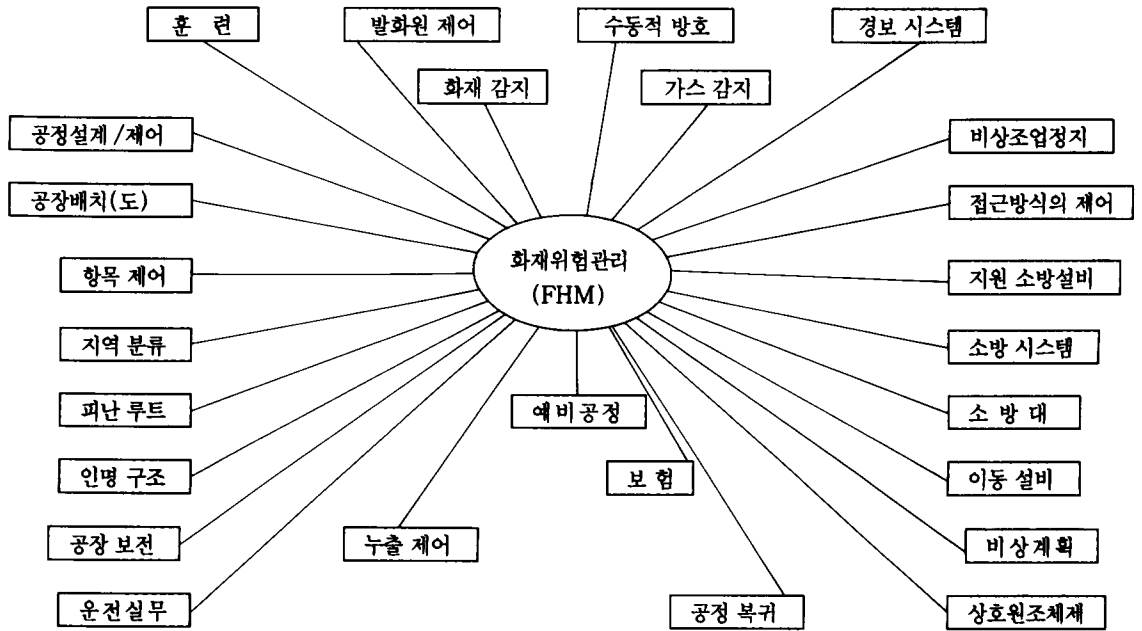 훈 련
발화원 제어
수동적 방호
경보 시스템
화재 감지
가스 감지
공정설계/제어
비상조업정지
공장배치(도)
접근방식의 제어
화재위험관리
(FHM)
항목 제어
지원 소방설비
지역 분류
소방 시스템
피난 루트
예비공정
소 방 대
인명 구조
보 험
이동 설비
공장 보전
누출 제어
비상계획
운전실무
공정 복귀
상호원조체제